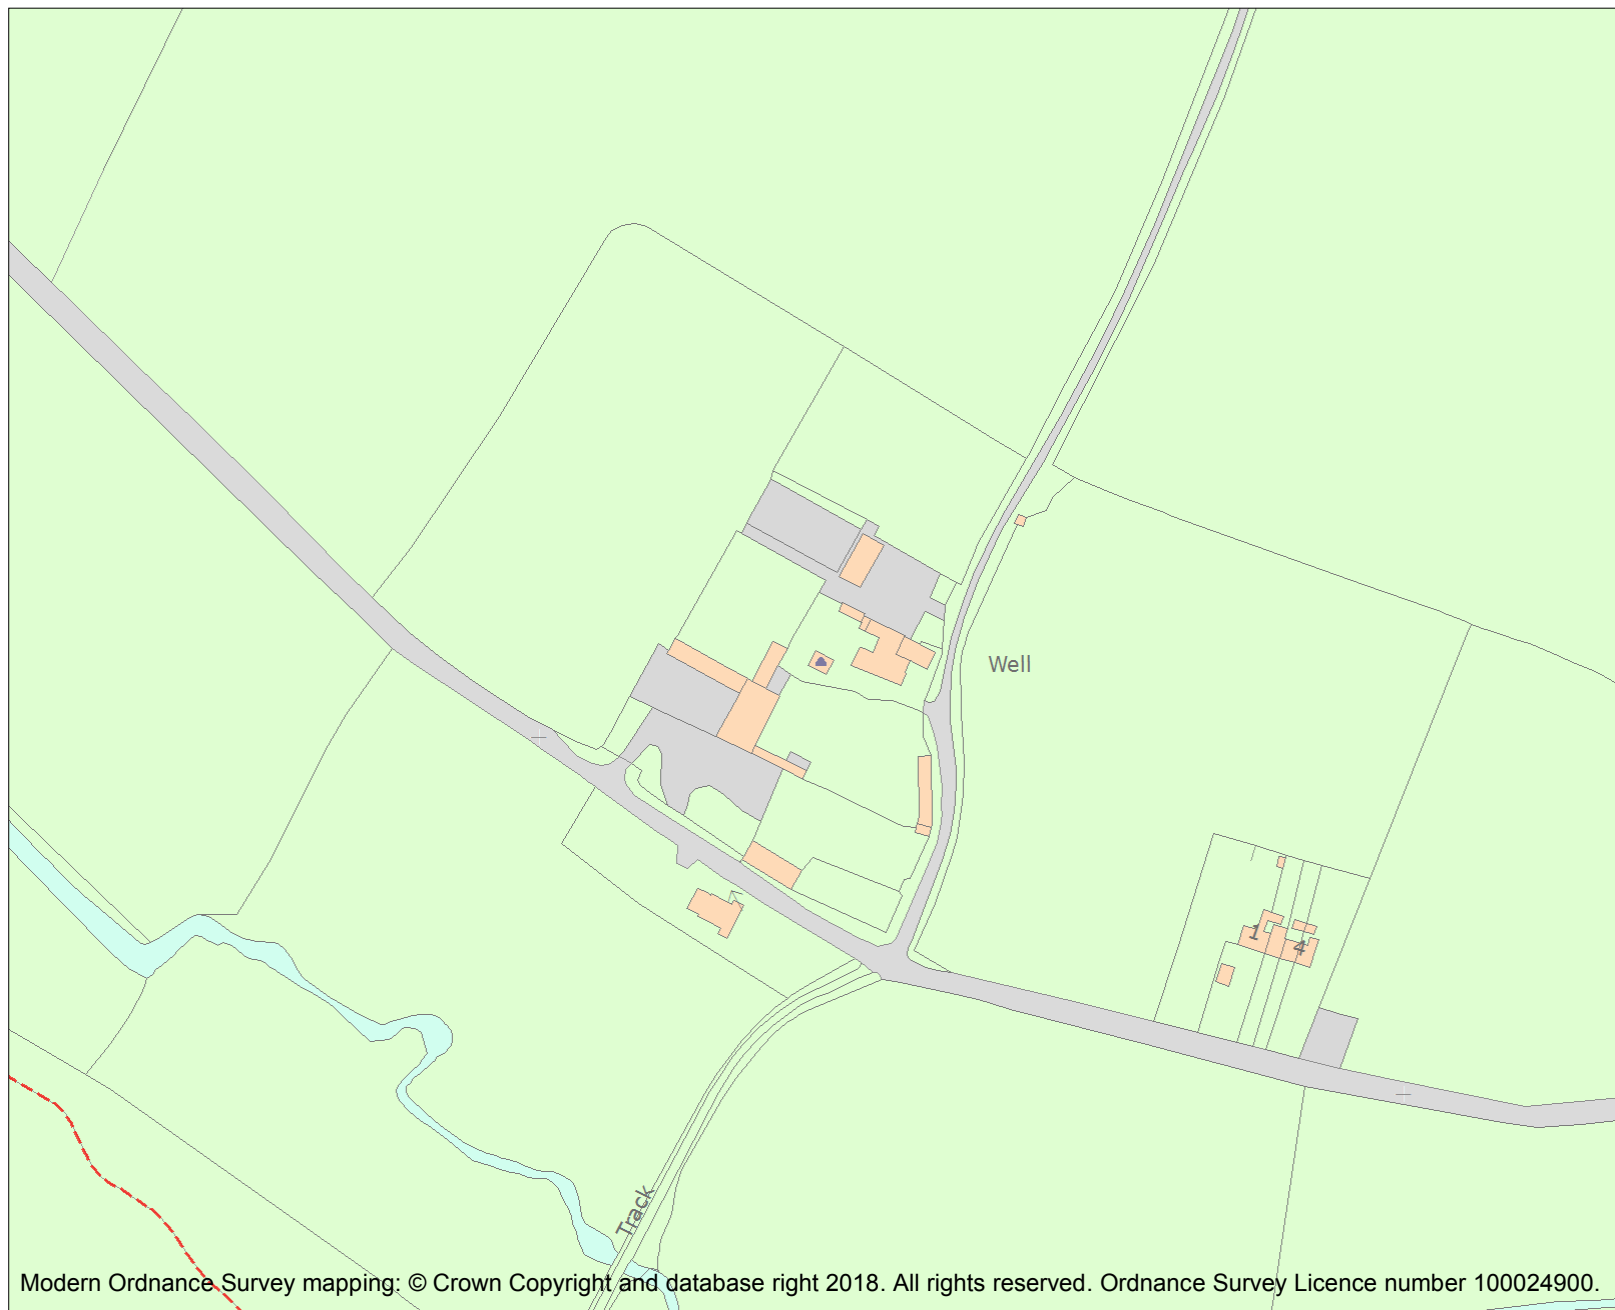 Well
1
4
Track
Modern Ordnance Survey mapping: © Crown Copyright and database right 2018. All rights reserved. Ordnance Survey Licence number 100024900.